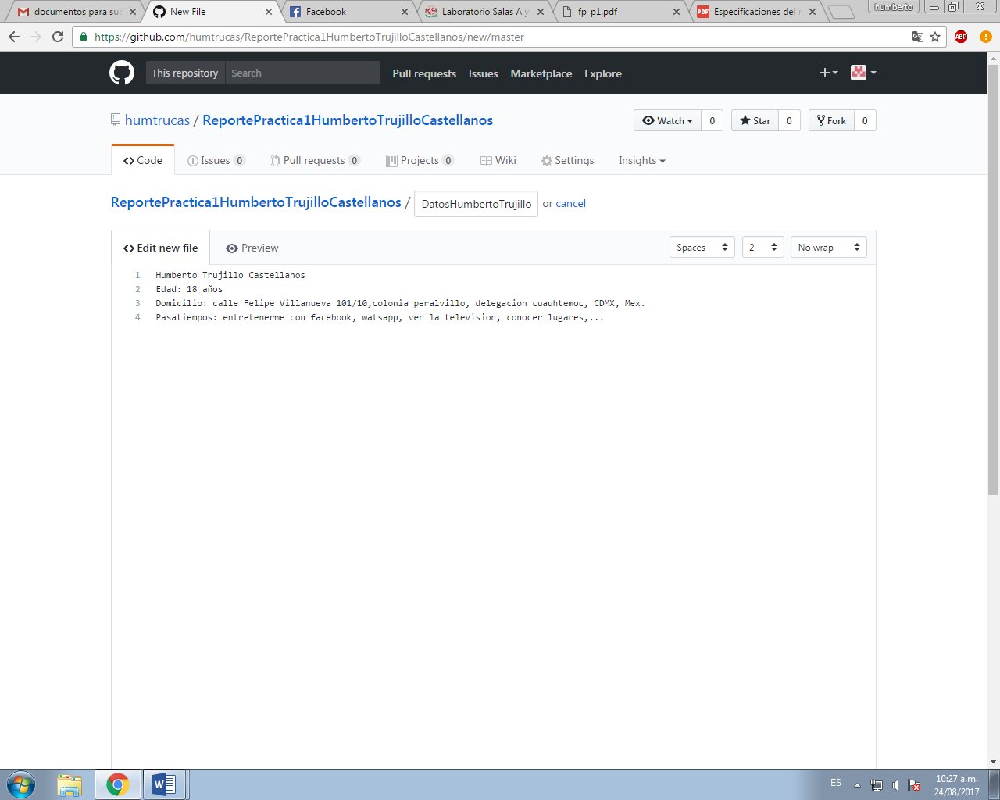 documentos para sub
New File
Facebook
Laboratorio Salas A y
fp_p1.pdf
PDF Especificaciones del r
humberto
https://github.com/humtrucas/ReportePractica1HumbertoTrujilloCastellanos/new/master
ABP
This repository Search Pull requests Issues Marketplace Explore
humtrucas / ReportePractica1HumbertoTrujilloCastellanos
Watch 0 Star 0 Fork 0
Code Issues 0 Pull requests 0 Projects 0 Wiki Settings Insights
ReportePractica1HumbertoTrujilloCastellanos / DatosHumbertoTrujillo or cancel
Edit new file Preview Spaces 2 No wrap
1 Humberto Trujillo Castellanos
2 Edad: 18 años
3 Domicilio: calle Felipe Villanueva 101/10,colonia peralvillo, delegacion cuauhtemoc, CDMX, Mex.
4 Pasatiempos: entretenerme con facebook, watsapp, ver la television, conocer lugares,...
ES
10:27 a.m.
24/08/2017